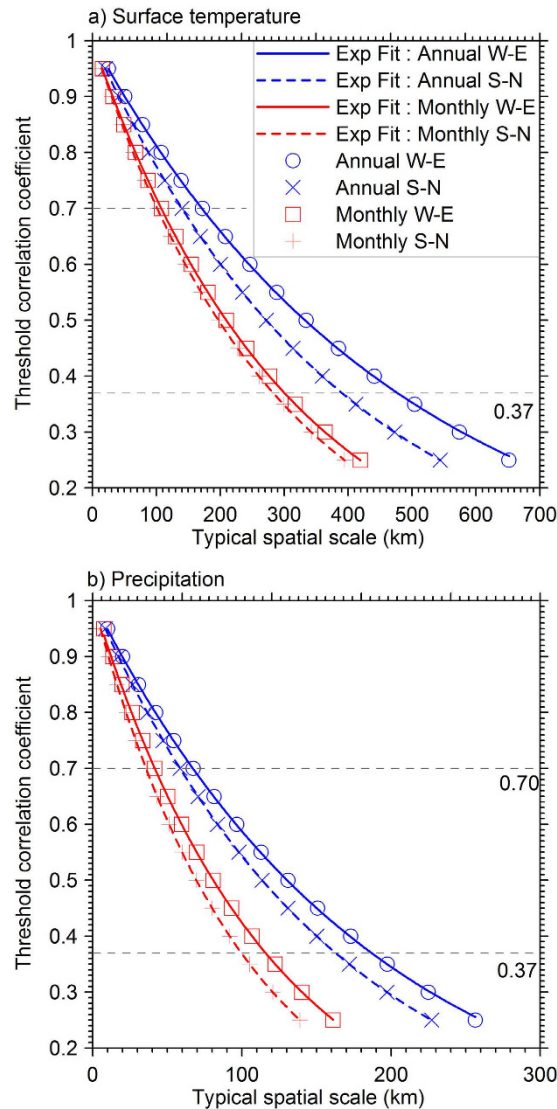 a) Surface temperature
1
0.9
0.8
0.7
0.6
0.5
0.4
0.3
0.2
Threshold correlation coefficient
Exp Fit : Annual W-E
Exp Fit : Annual S-N
Exp Fit : Monthly W-E
Exp Fit : Monthly S-N
Annual W-E
Annual S-N
Monthly W-E
Monthly S-N
0.37
0 100 200 300 400 500 600 700
Typical spatial scale (km)
b) Precipitation
1
0.9
0.8
0.7
0.6
0.5
0.4
0.3
0.2
Threshold correlation coefficient
0.70
0.37
0 100 200 300
Typical spatial scale (km)